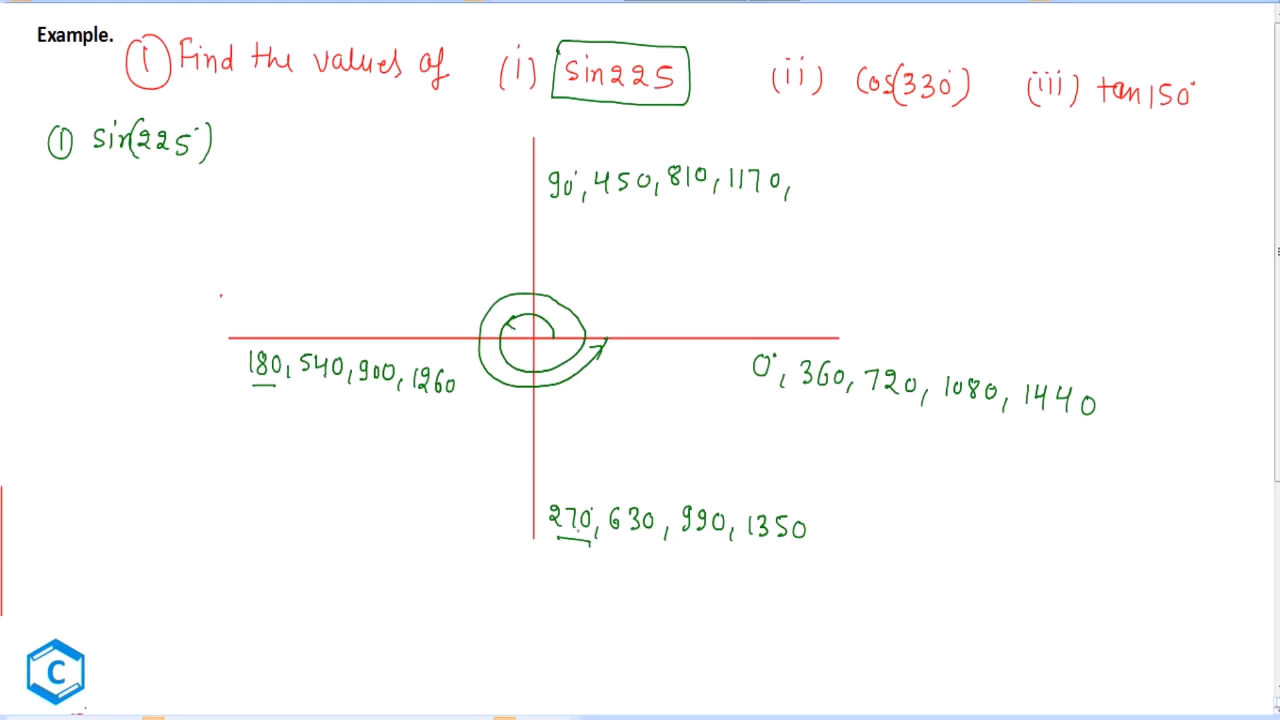 Example.
① Find the values of (i) sin225 (ii) cos(330°) (iii) tan150°
① sin(225°)
90°, 450, 810, 1170,
180, 540, 900, 1260
0°, 360, 720, 1080, 1440
270°, 630, 990, 1350
C